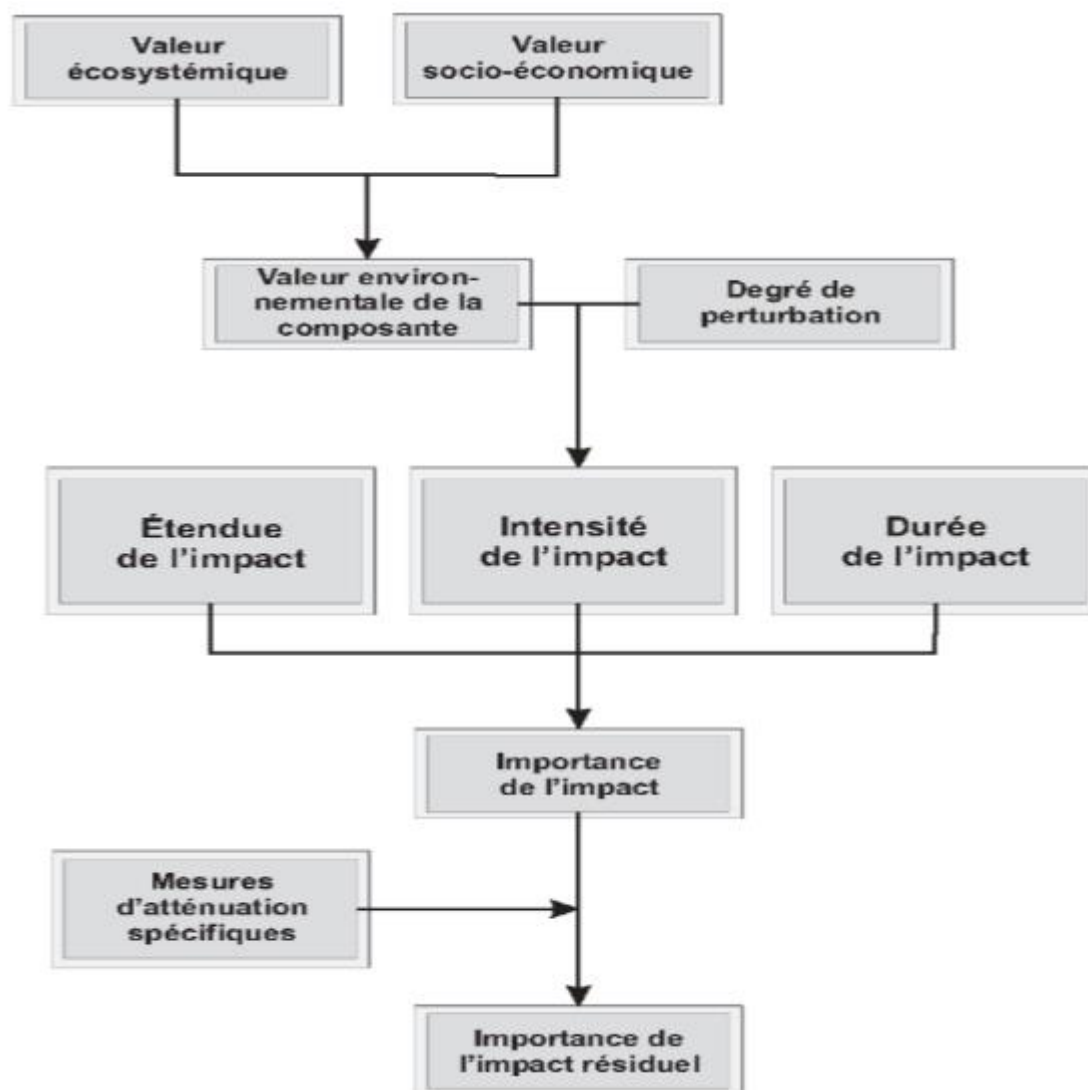 Valeur
écosystémique
Valeur
socio-économique
Valeur environ-
nementale de la
composante
Degré de
perturbation
Étendue
de l'impact
Intensité
de l'impact
Durée
de l'impact
Importance
de l'impact
Mesures
d'atténuation
spécifiques
Importance de
l'impact résiduel